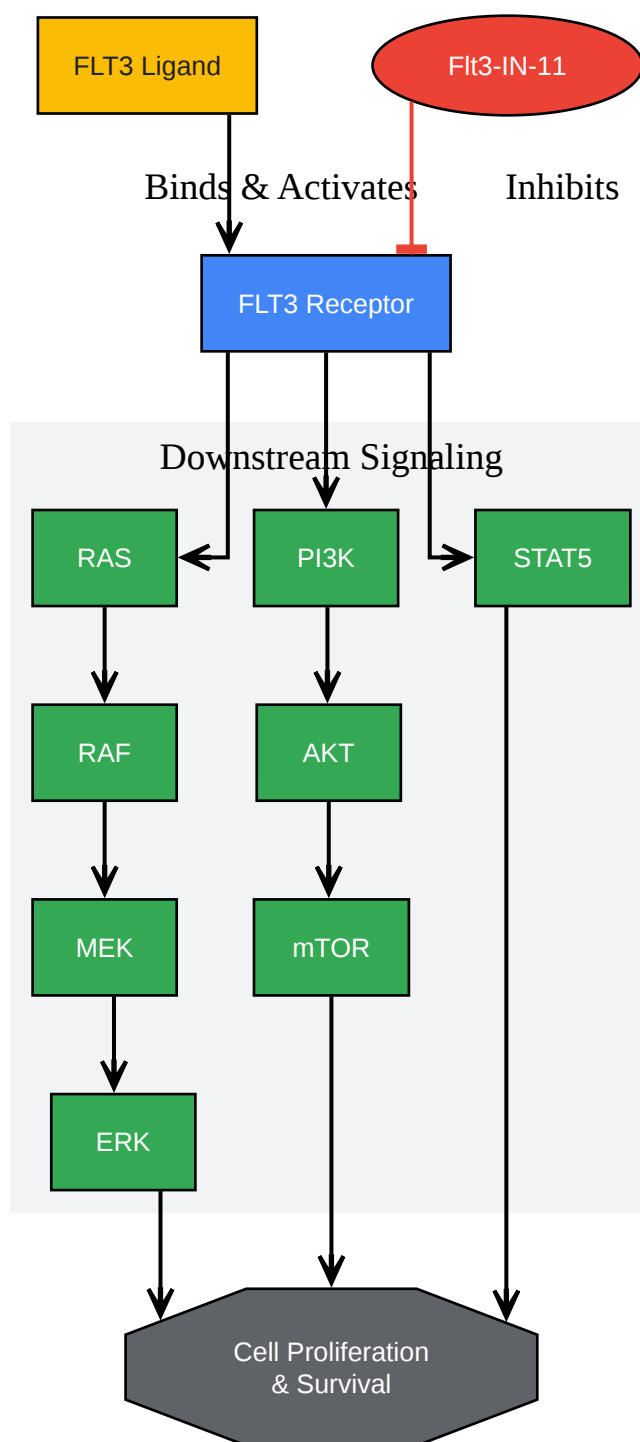 FLT3 Ligand
Flt3-IN-11
Binds & Activates
Inhibits
FLT3 Receptor
Downstream Signaling
RAS
PI3K
STAT5
RAF
AKT
MEK
mTOR
ERK
Cell Proliferation
& Survival